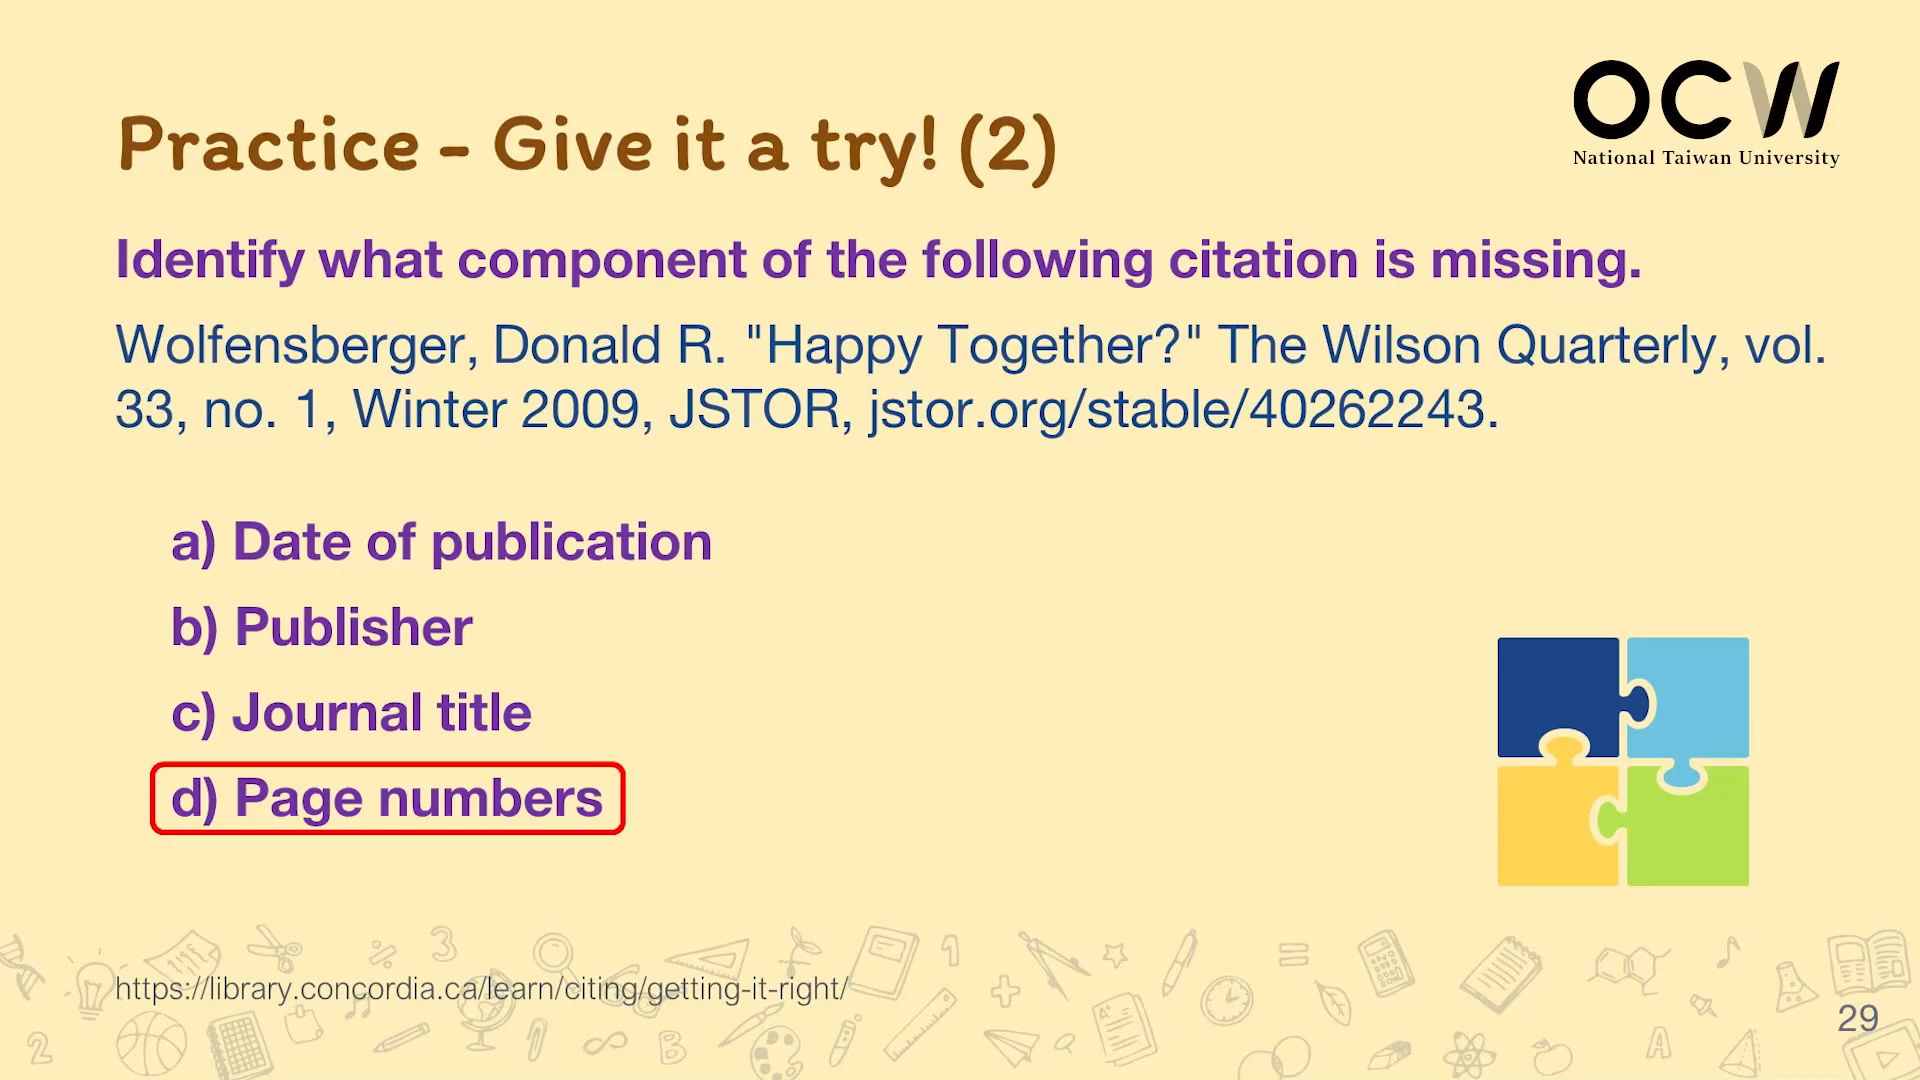 OCW
National Taiwan University
Practice - Give it a try! (2)
Identify what component of the following citation is missing.
Wolfensberger, Donald R. "Happy Together?" The Wilson Quarterly, vol.
33, no. 1, Winter 2009, JSTOR, jstor.org/stable/40262243.
a) Date of publication
b) Publisher
c) Journal title
d) Page numbers
https://library.concordia.ca/learn/citing/getting-it-right/
29